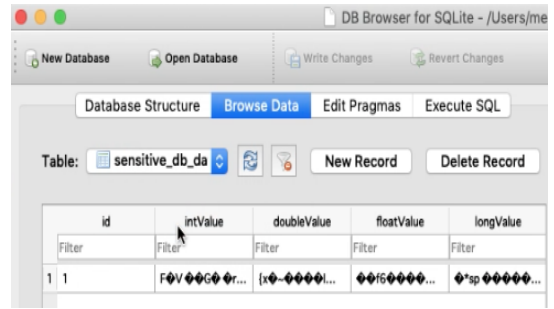 DB Browser for SQLite - /Users/me
New Database Open Database Write Changes Revert Changes
Database Structure Browse Data Edit Pragmas Execute SQL
Table: sensitive_db_da New Record Delete Record
id intValue doubleValue floatValue longValue
Filter Filter Filter Filter Filter
1 1 F�V ��G� �r... {x�~����l... ��f6����... �*sp �����...